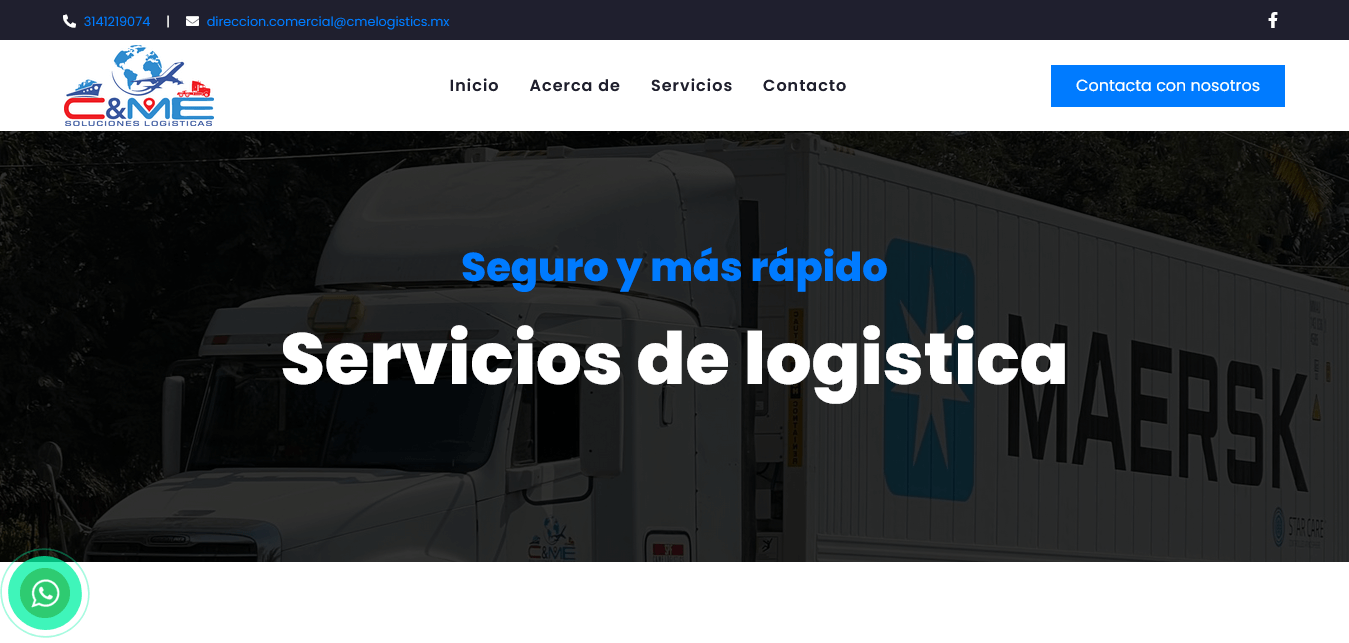 3141219074 | direccion.comercial@cmelogistics.mx
C&ME
SOLUCIONES LOGÍSTICAS
Inicio Acerca de Servicios Contacto
Contacta con nosotros
Seguro y más rápido
Servicios de logistica
MAERSK
STAR CARE
C&ME